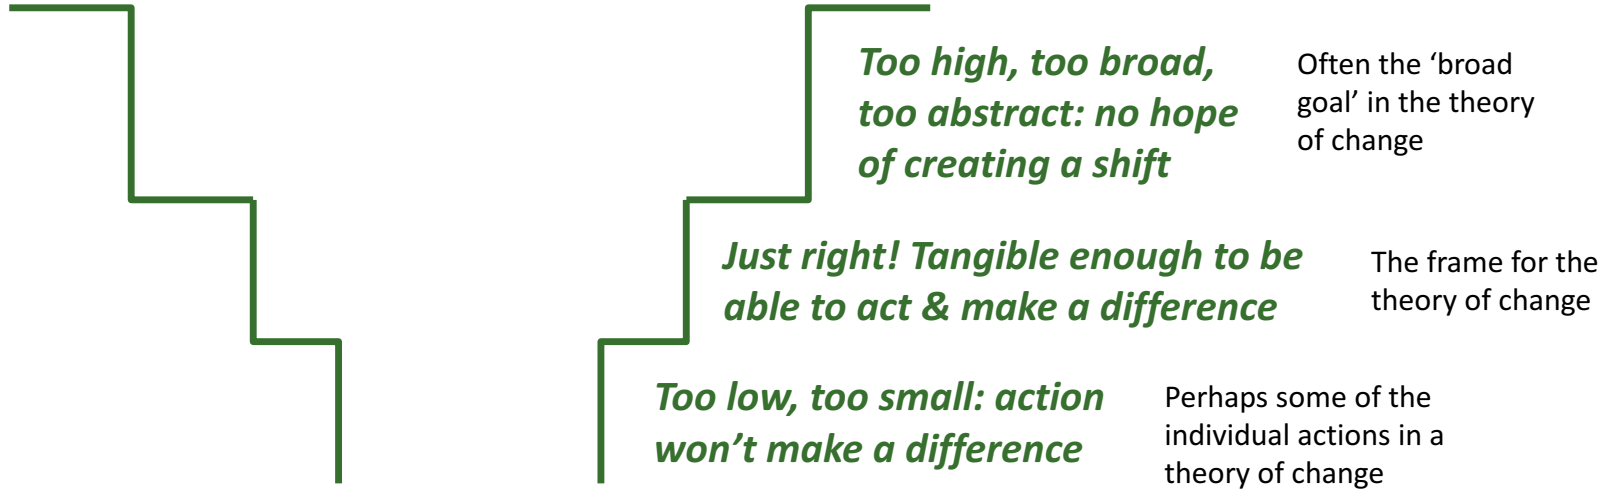 Too high, too broad,
too abstract: no hope
of creating a shift
Often the ‘broad
goal’ in the theory
of change
Just right! Tangible enough to be
able to act & make a difference
The frame for the
theory of change
Too low, too small: action
won’t make a difference
Perhaps some of the
individual actions in a
theory of change